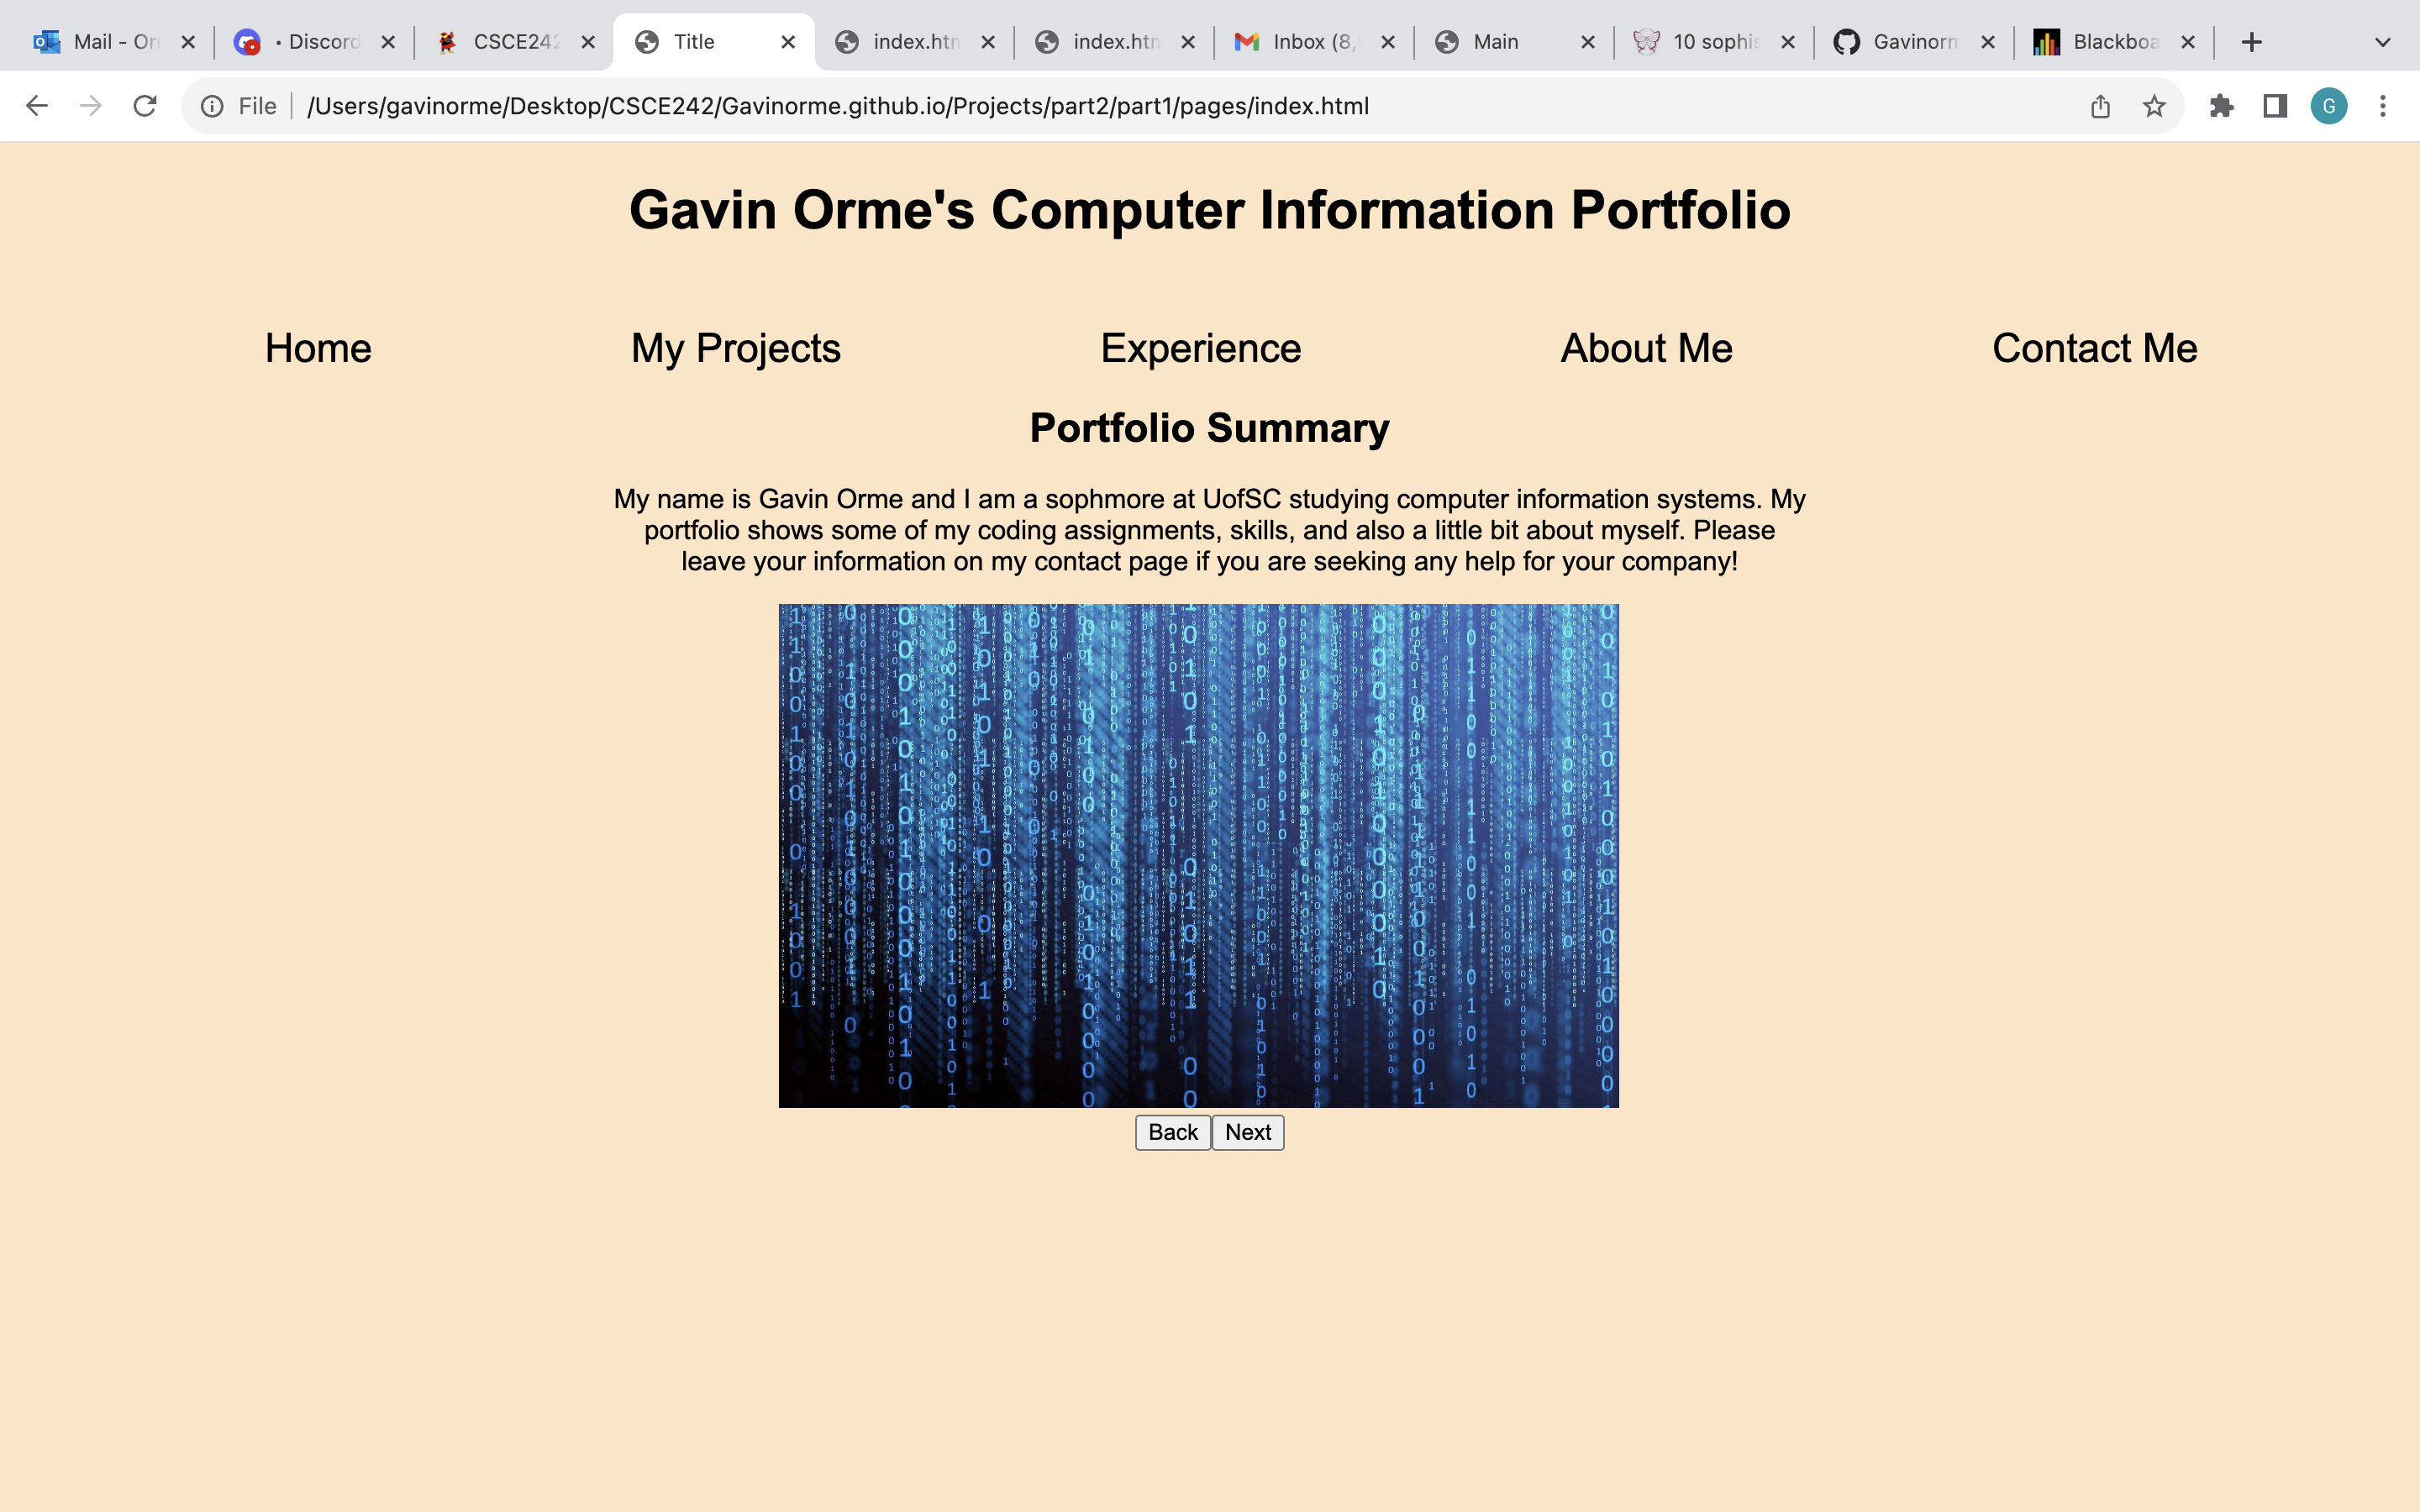 Mail - Or
• Discord
CSCE242
Title
index.htn
index.htn
Inbox (8,
Main
10 sophis
Gavinorm
Blackboa
File
/Users/gavinorme/Desktop/CSCE242/Gavinorme.github.io/Projects/part2/part1/pages/index.html
G
Gavin Orme's Computer Information Portfolio
Home
My Projects
Experience
About Me
Contact Me
Portfolio Summary
My name is Gavin Orme and I am a sophmore at UofSC studying computer information systems. My
portfolio shows some of my coding assignments, skills, and also a little bit about myself. Please
leave your information on my contact page if you are seeking any help for your company!
Back
Next